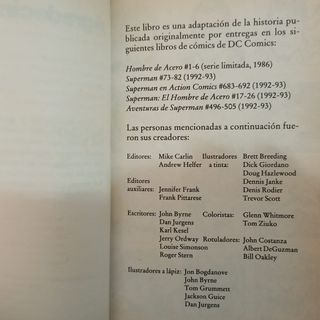 Este libro es una adaptación de la historia pu-
blicada originalmente por entregas en los si-
guientes libros de cómics de DC Comics:
Hombre de Acero #1-6 (serie limitada, 1986)
Superman #73-82 (1992-93)
Superman en Action Comics #683-692 (1992-93)
Superman: El Hombre de Acero #17-26 (1992-93)
Aventuras de Superman #496-505 (1992-93)
Las personas mencionadas a continuación fue-
ron sus creadores:
Editores: Mike Carlin Ilustradores Brett Breeding
Andrew Helfer a tinta: Dick Giordano
Doug Hazlewood
Editores Dennis Janke
auxiliares: Jennifer Frank Denis Rodier
Frank Pittarese Trevor Scott
Escritores: John Byrne Coloristas: Glenn Whitmore
Dan Jurgens Tom Ziuko
Karl Kesel
Jerry Ordway Rotuladores: John Costanza
Louise Simonson Albert DeGuzman
Roger Stern Bill Oakley
Ilustradores a lápiz: Jon Bogdanove
John Byrne
Tom Grummett
Jackson Guice
Dan Jurgens